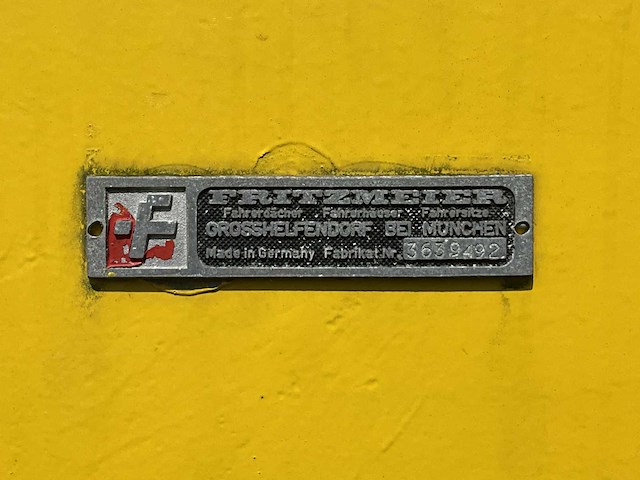 F
FRITZMEIER
Fahrerdächer Fahrerhäuser Fahrersitze
GROSSHELFENDORF BEI MÜNCHEN
Made in Germany Fabrikat Nr. 3639492